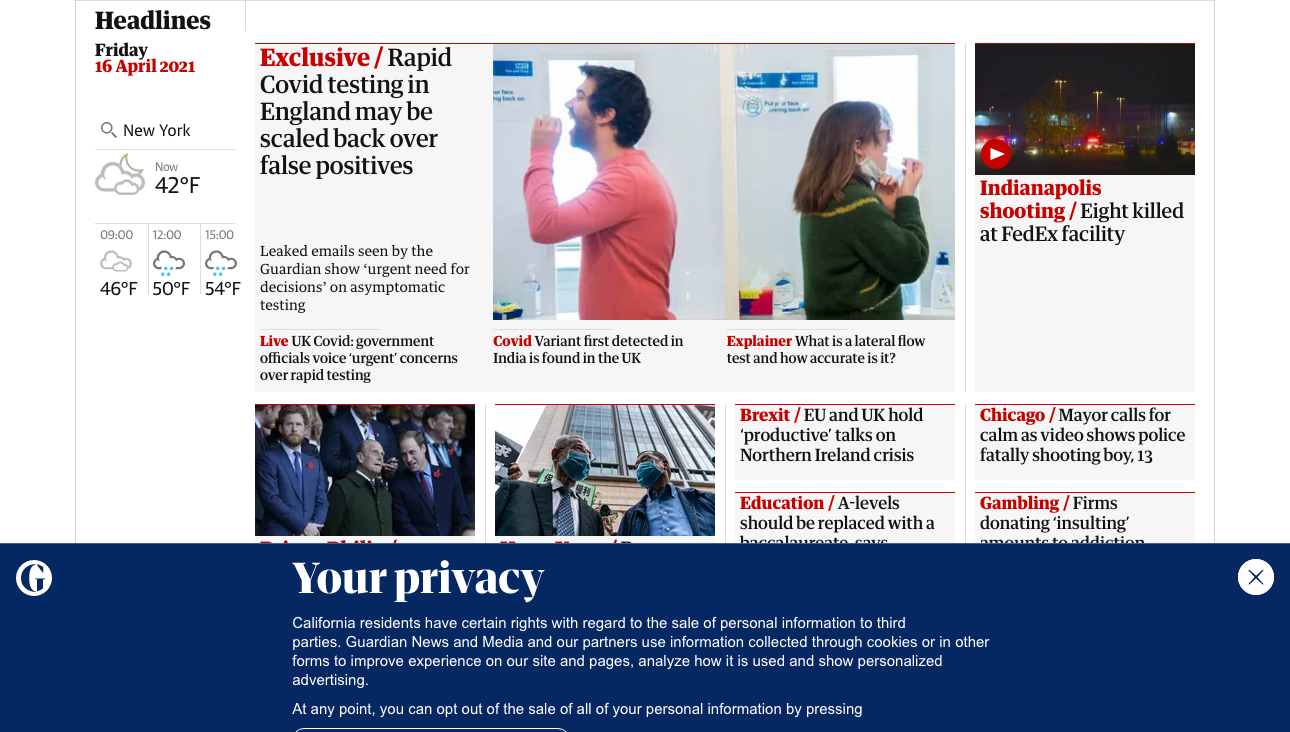 Headlines
Friday
16 April 2021
New York
Now
42°F
09:00
12:00
15:00
46°F
50°F
54°F
Exclusive / Rapid
Covid testing in
England may be
scaled back over
false positives
Leaked emails seen by the
Guardian show ‘urgent need for
decisions’ on asymptomatic
testing
Indianapolis
shooting / Eight killed
at FedEx facility
Live UK Covid: government
officials voice ‘urgent’ concerns
over rapid testing
Covid Variant first detected in
India is found in the UK
Explainer What is a lateral flow
test and how accurate is it?
Brexit / EU and UK hold
‘productive’ talks on
Northern Ireland crisis
Chicago / Mayor calls for
calm as video shows police
fatally shooting boy, 13
Education / A-levels
should be replaced with a
baccalaureate, says
Gambling / Firms
donating ‘insulting’
amounts to addiction
Your privacy
California residents have certain rights with regard to the sale of personal information to third
parties. Guardian News and Media and our partners use information collected through cookies or in other
forms to improve experience on our site and pages, analyze how it is used and show personalized
advertising.
At any point, you can opt out of the sale of all of your personal information by pressing